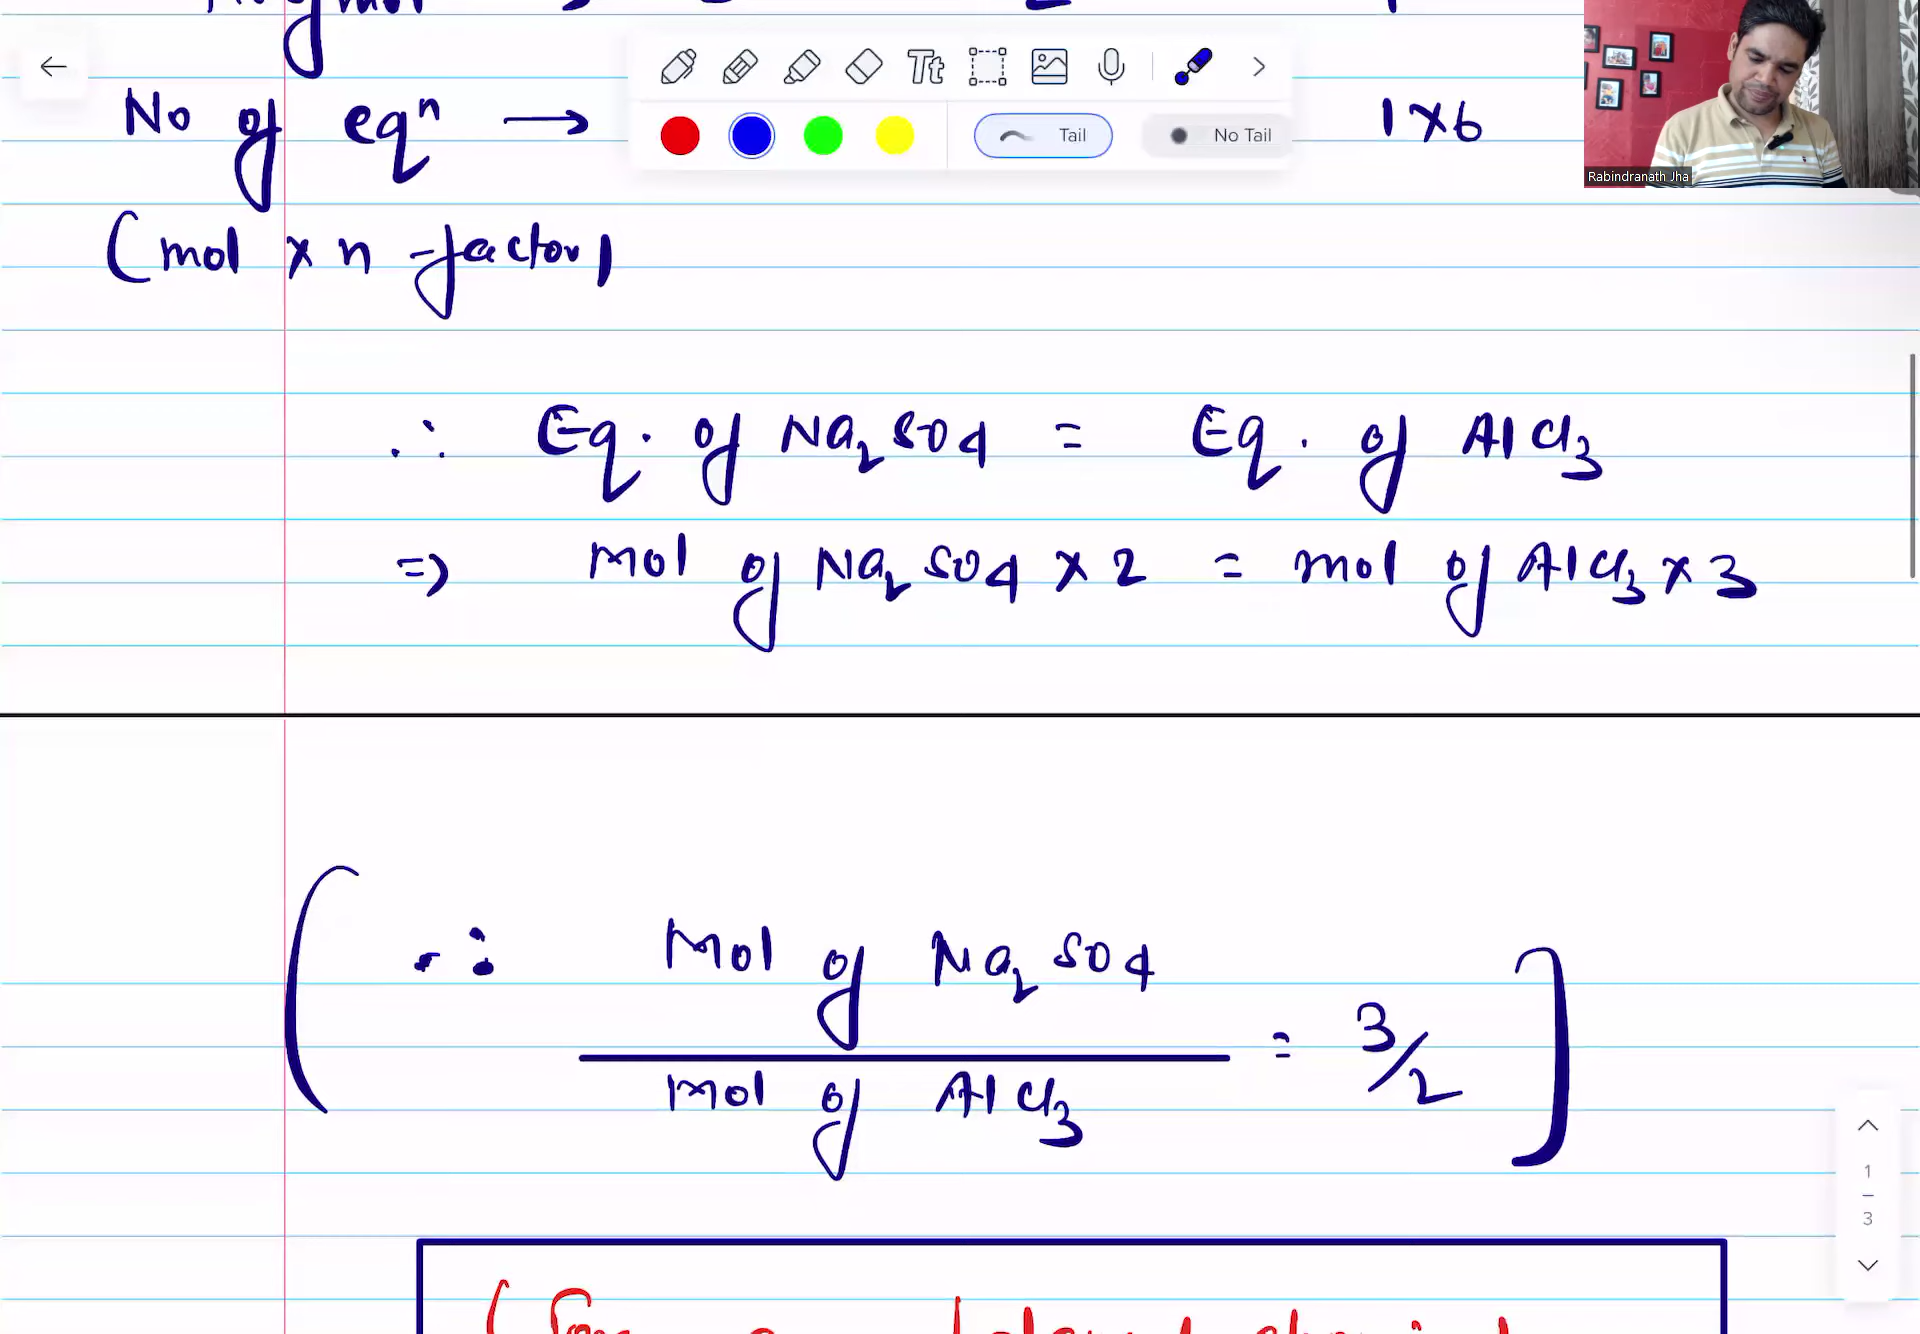 Tt
Tail
No Tail
Rabindranath Jha
No of eqⁿ → 1×6
(mol × n-factor)
∴ Eq. of Na₂SO₄ = Eq. of AlCl₃
=> Mol of Na₂SO₄ × 2 = mol of AlCl₃ × 3
∴ Mol of Na₂SO₄
= 3/2
mol of AlCl₃
1
3